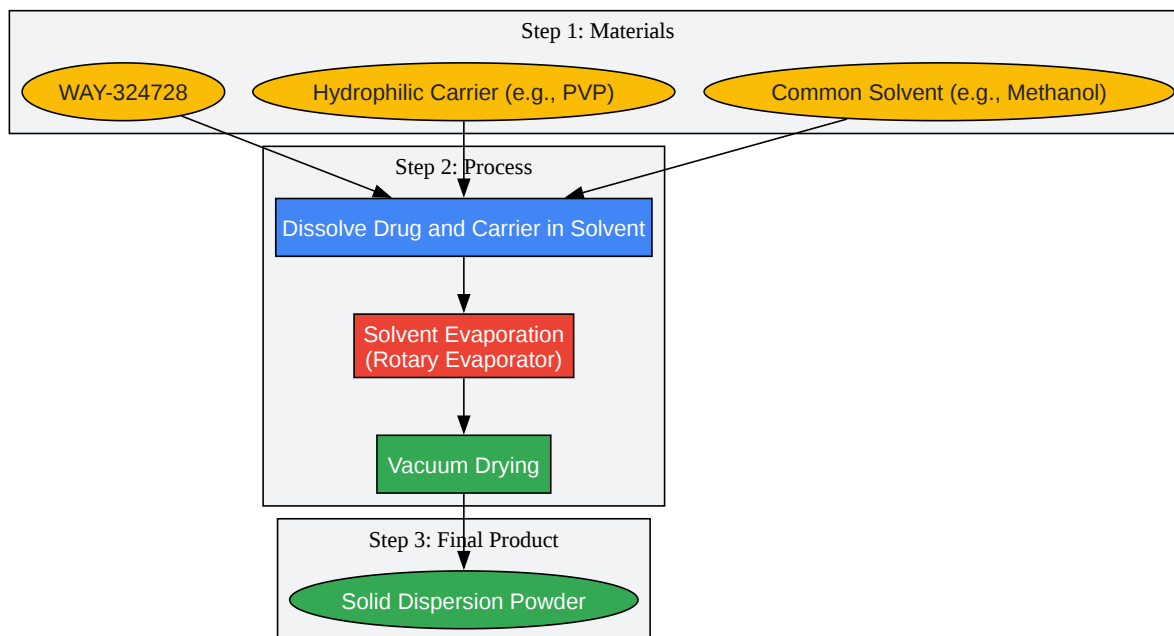 Step 1: Materials
WAY-324728
Hydrophilic Carrier (e.g., PVP)
Common Solvent (e.g., Methanol)
Step 2: Process
Dissolve Drug and Carrier in Solvent
Solvent Evaporation
(Rotary Evaporator)
Vacuum Drying
Step 3: Final Product
Solid Dispersion Powder